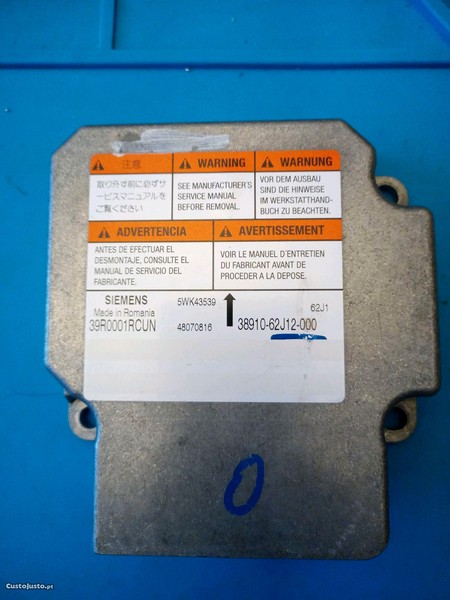 注意
取り外す前に必ずサ
ービスマニュアルを
ご覧ください
WARNING
SEE MANUFACTURER'S
SERVICE MANUAL
BEFORE REMOVAL.
WARNUNG
VOR DEM AUSBAU
SIND DIE HINWEISE
IM WERKSTATTHAND-
BUCH ZU BEACHTEN.
ADVERTENCIA
ANTES DE EFECTUAR EL
DESMONTAJE, CONSULTE EL
MANUAL DE SERVICIO DEL
FABRICANTE.
AVERTISSEMENT
VOIR LE MANUEL D'ENTRETIEN
DU FABRICANT AVANT DE
PROCEDER A LA DEPOSE.
SIEMENS 5WK43539 62J1
Made in Romania
39R0001RCUN 48070816 38910-62J12-000
0
CustoJusto.pt